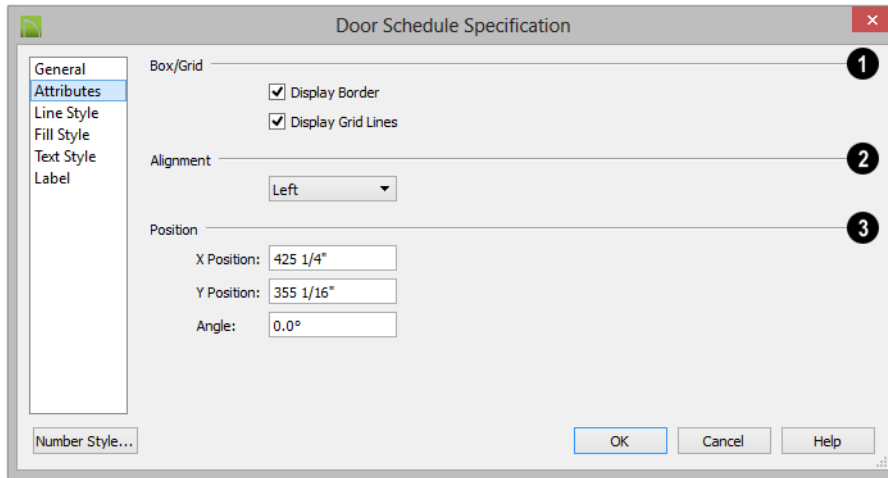 Door Schedule Specification
×
General
Attributes
Line Style
Fill Style
Text Style
Label
Box/Grid
1
Display Border
Display Grid Lines
Alignment
2
Left
Position
3
X Position: 425 1/4"
Y Position: 355 1/16"
Angle: 0.0°
Number Style...
OK
Cancel
Help